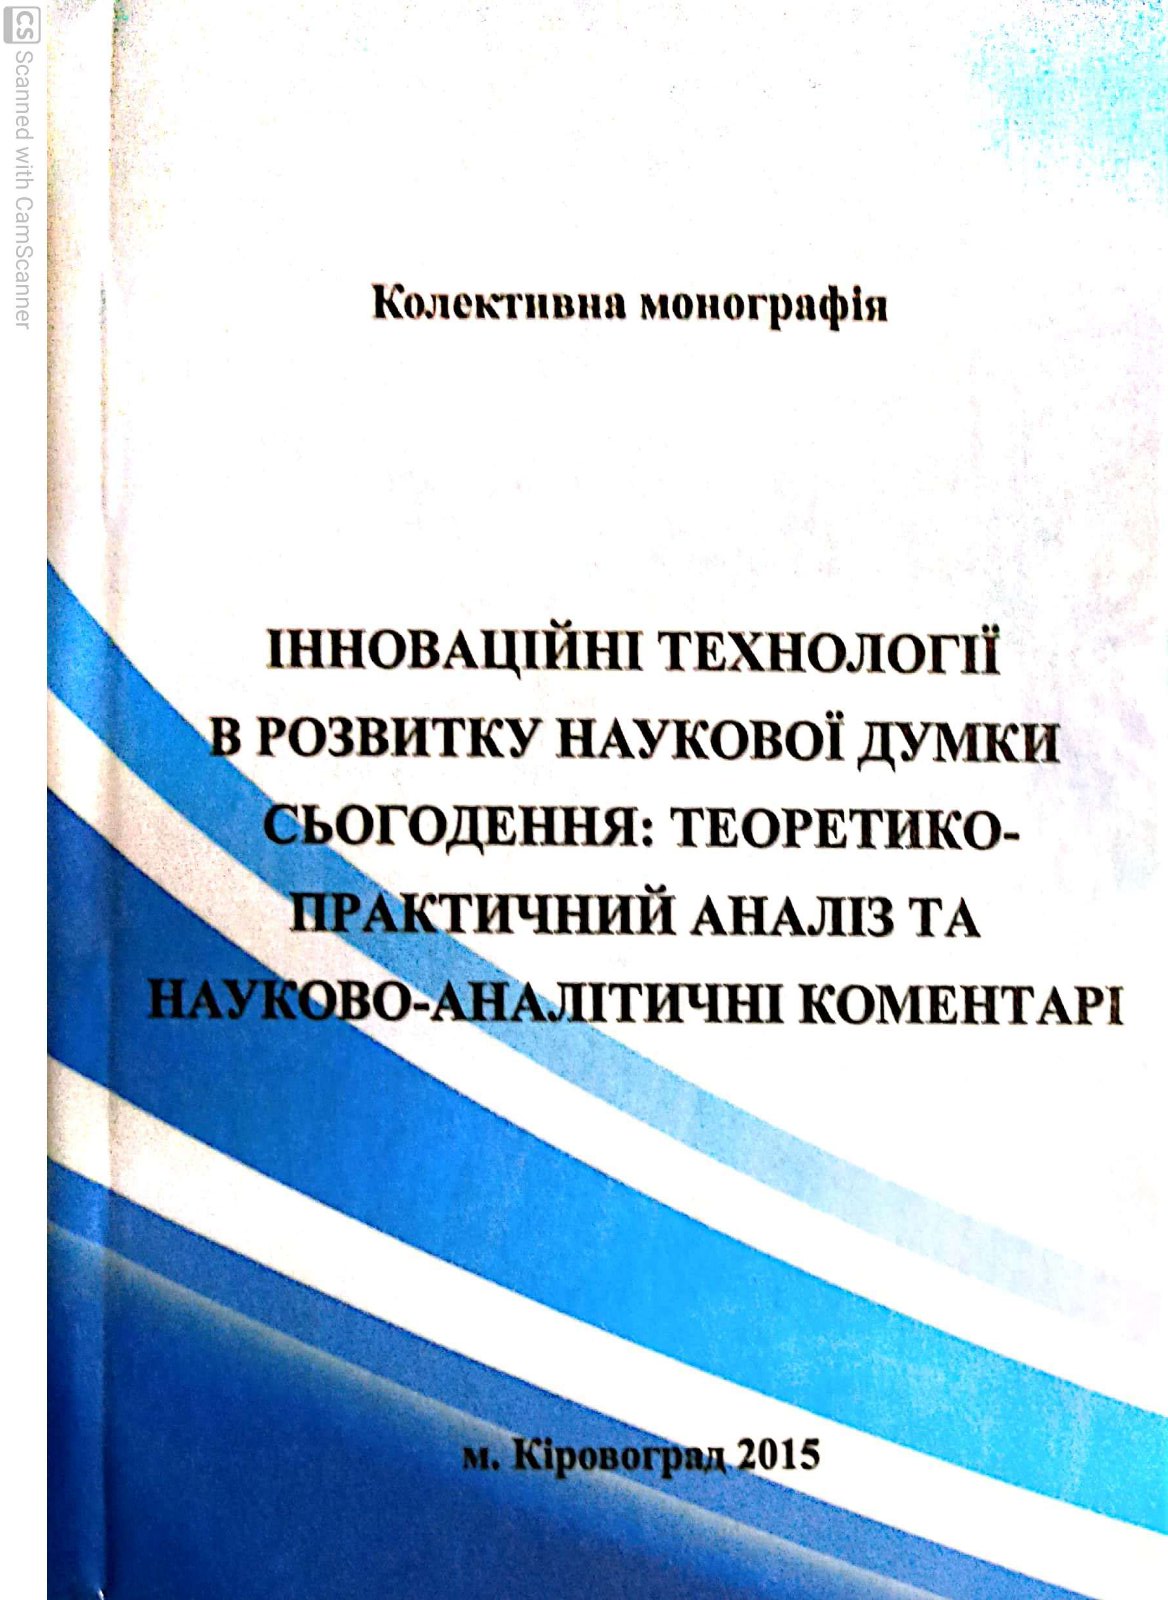 CS Scanned with CamScanner
Колективна монографія
ІННОВАЦІЙНІ ТЕХНОЛОГІЇ
В РОЗВИТКУ НАУКОВОЇ ДУМКИ
СЬОГОДЕННЯ: ТЕОРЕТИКО-
ПРАКТИЧНИЙ АНАЛІЗ ТА
НАУКОВО-АНАЛІТИЧНІ КОМЕНТАРІ
м. Кіровоград 2015